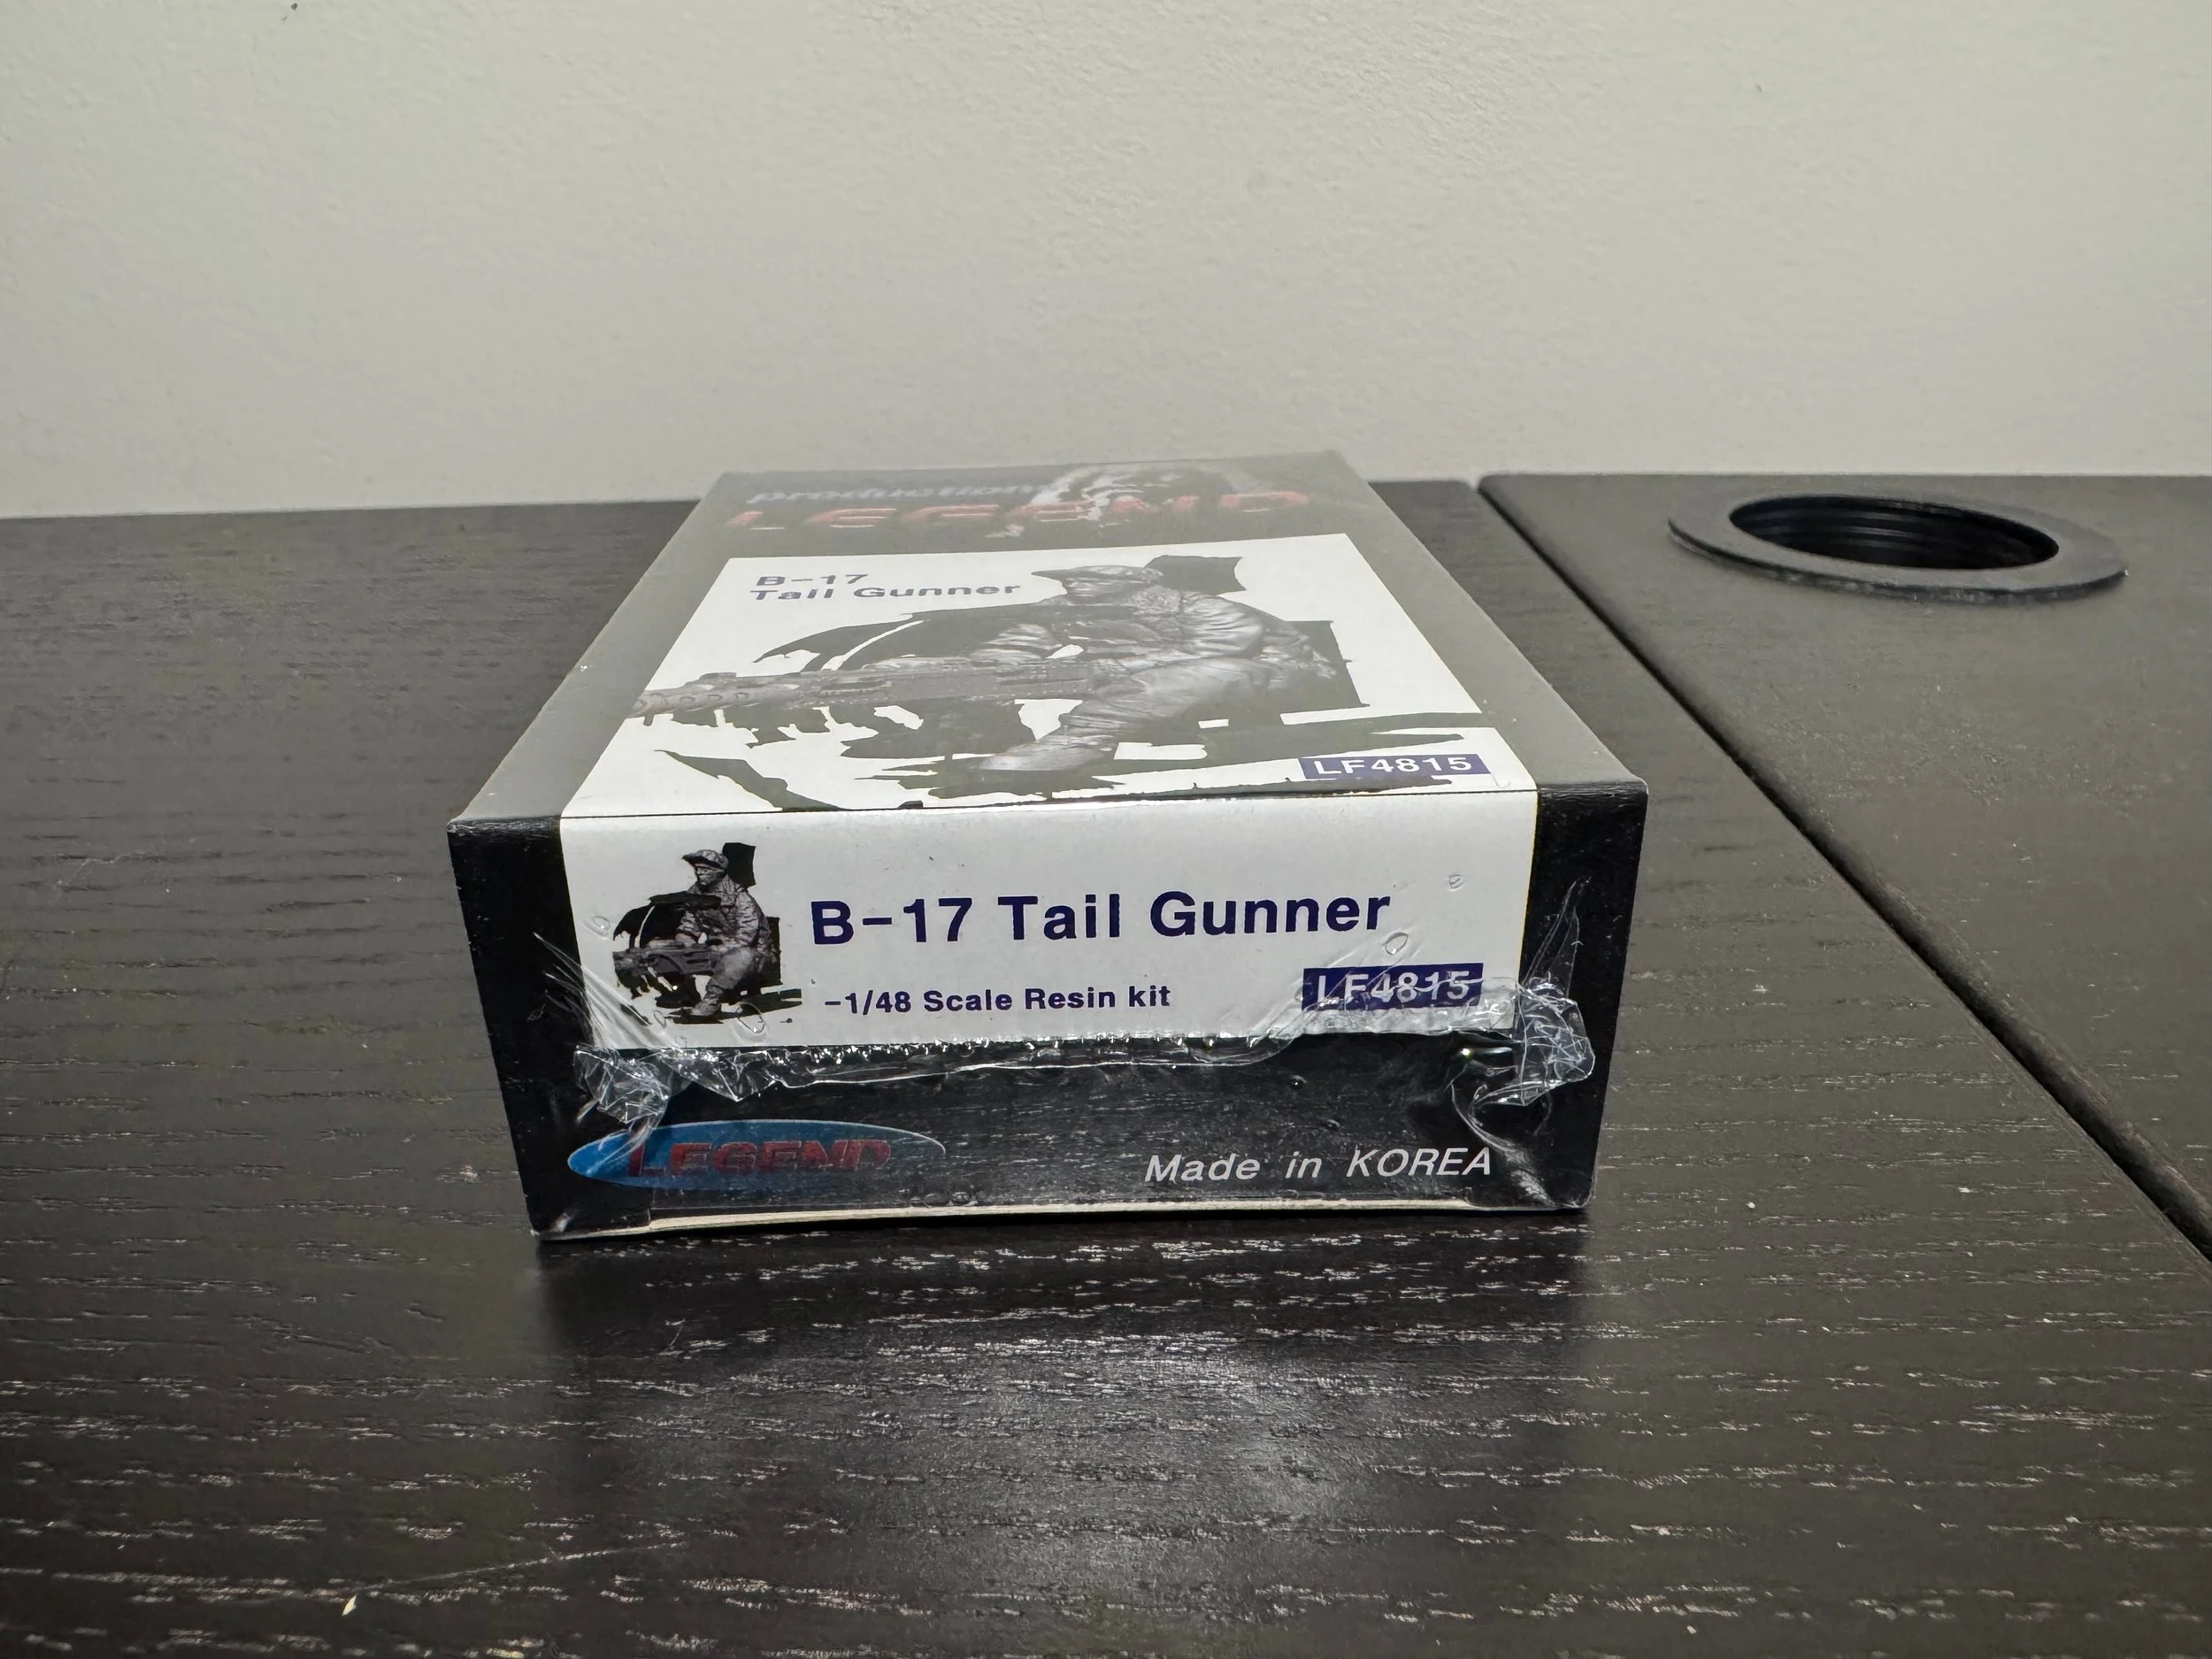 production
LEGEND
B-17
Tail Gunner
LF4815
B-17 Tail Gunner
-1/48 Scale Resin kit
LF4815
LEGEND
Made in KOREA